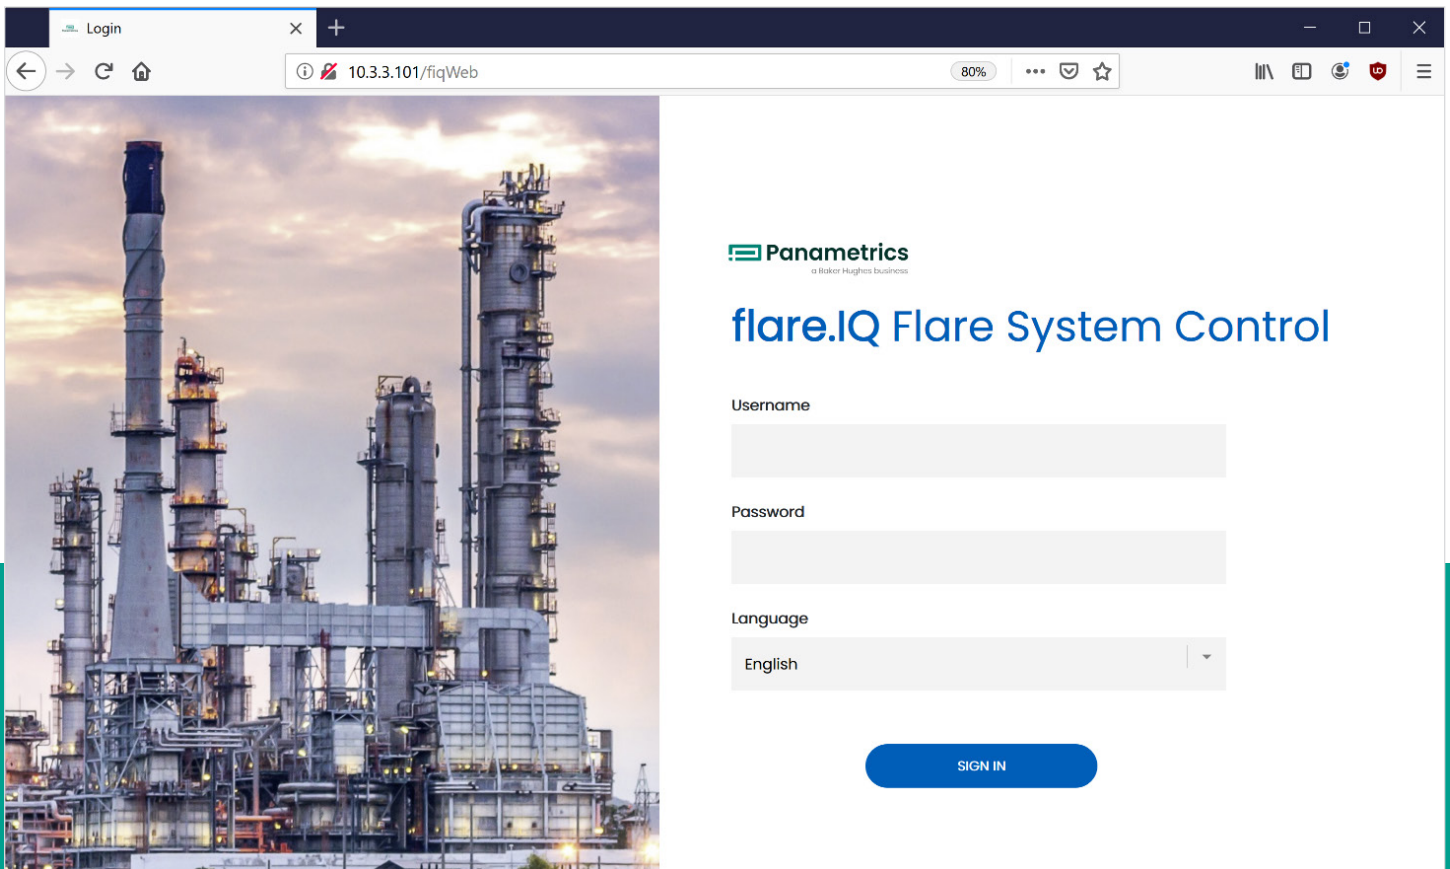 Login
10.3.3.101/fiqWeb
80%
Panametrics
a Baker Hughes business
flare.IQ Flare System Control
Username
Password
Language
English
SIGN IN